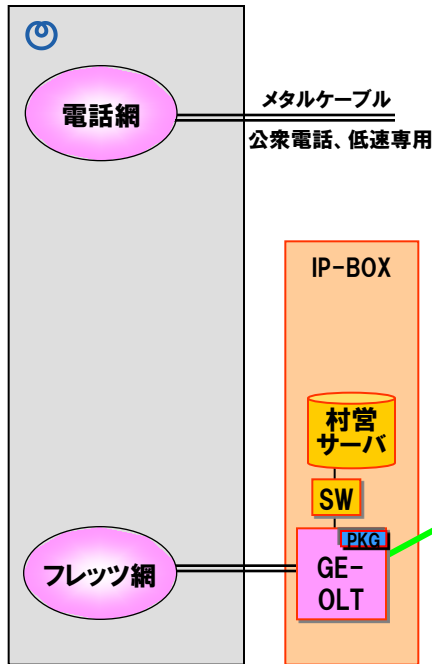 電話網
メタルケーブル
公衆電話、低速専用
IP-BOX
村営
サーバ
SW
PKG
GE-
OLT
フレッツ網